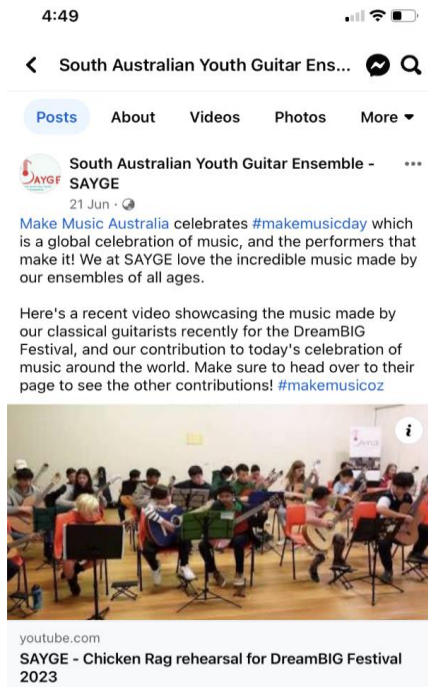 4:49
South Australian Youth Guitar Ens...
Posts About Videos Photos More
SAYGE
South Australian Youth Guitar Ensemble -
SAYGE
21 Jun ·
Make Music Australia celebrates #makemusicday which
is a global celebration of music, and the performers that
make it! We at SAYGE love the incredible music made by
our ensembles of all ages.
Here's a recent video showcasing the music made by
our classical guitarists recently for the DreamBIG
Festival, and our contribution to today's celebration of
music around the world. Make sure to head over to their
page to see the other contributions! #makemusicoz
i
youtube.com
SAYGE - Chicken Rag rehearsal for DreamBIG Festival
2023